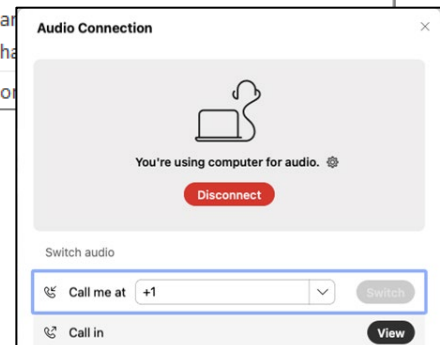 Audio Connection
You're using computer for audio.
Disconnect
Switch audio
Call me at +1 Switch
Call in View